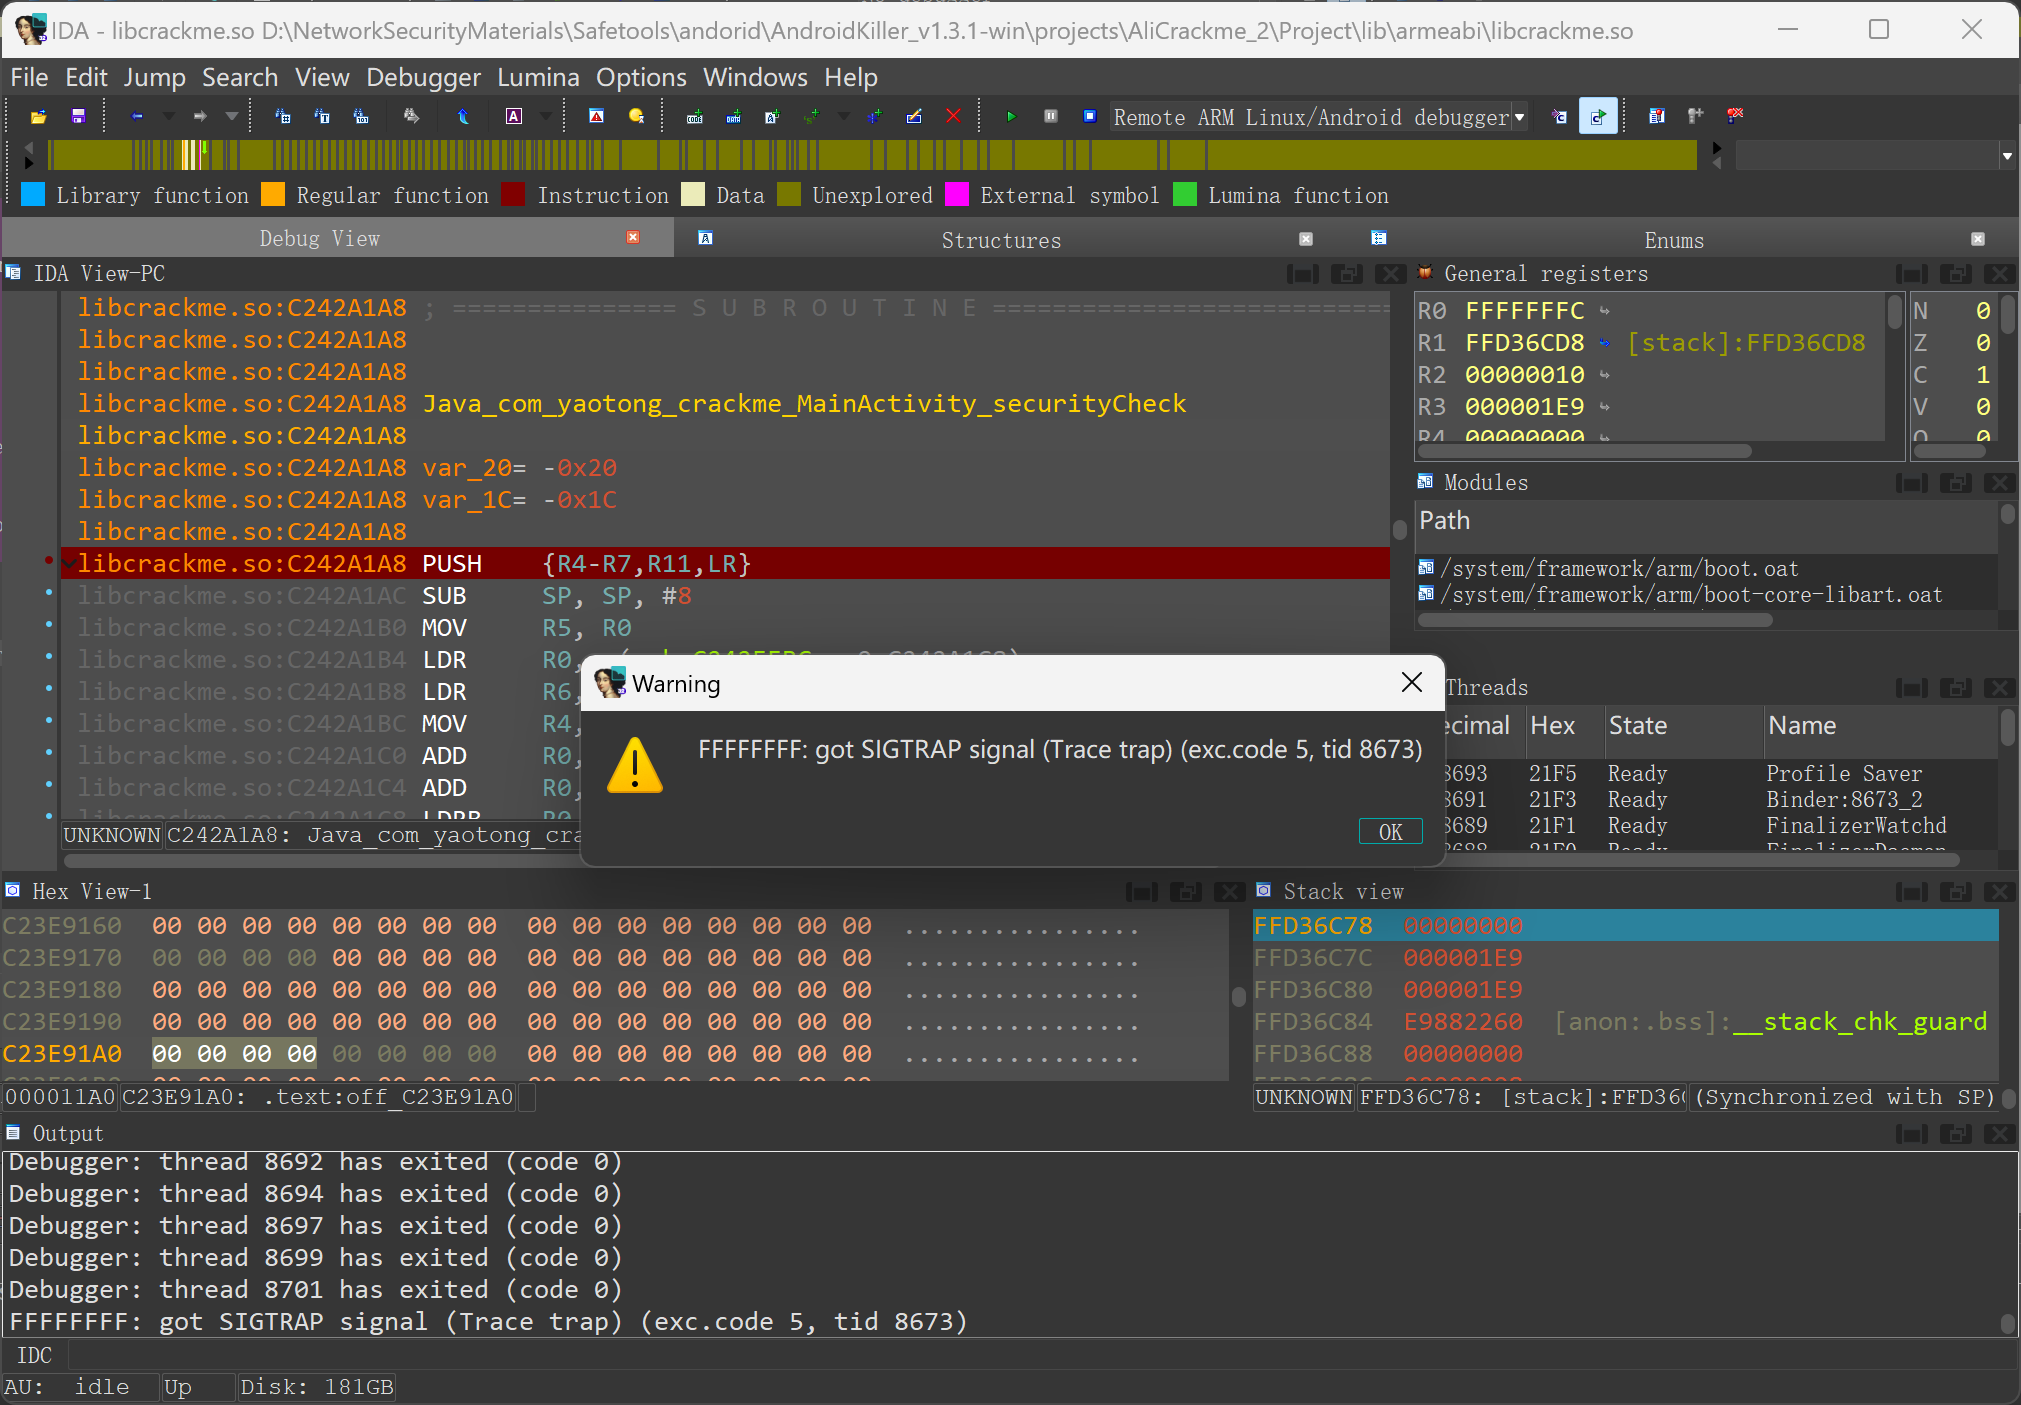 IDA - libcrackme.so D:\NetworkSecurityMaterials\Safetools\andorid\AndroidKiller_v1.3.1-win\projects\AliCrackme_2\Project\lib\armeabi\libcrackme.so
File Edit Jump Search View Debugger Lumina Options Windows Help
Remote ARM Linux/Android debugger
Library function Regular function Instruction Data Unexplored External symbol Lumina function
Debug View Structures Enums
IDA View-PC
libcrackme.so:C242A1A8 ; =============== S U B R O U T I N E ===========================
libcrackme.so:C242A1A8
libcrackme.so:C242A1A8
libcrackme.so:C242A1A8 Java_com_yaotong_crackme_MainActivity_securityCheck
libcrackme.so:C242A1A8
libcrackme.so:C242A1A8 var_20= -0x20
libcrackme.so:C242A1A8 var_1C= -0x1C
libcrackme.so:C242A1A8
libcrackme.so:C242A1A8 PUSH {R4-R7,R11,LR}
libcrackme.so:C242A1AC SUB SP, SP, #8
libcrackme.so:C242A1B0 MOV R5, R0
libcrackme.so:C242A1B4 LDR R0,
libcrackme.so:C242A1B8 LDR R6,
libcrackme.so:C242A1BC MOV R4,
libcrackme.so:C242A1C0 ADD R0,
libcrackme.so:C242A1C4 ADD R0,
libcrackme.so:C242A1C8 LDRB R0
UNKNOWN C242A1A8: Java_com_yaotong_cra
General registers
R0 FFFFFFFC
R1 FFD36CD8 [stack]:FFD36CD8
R2 00000010
R3 000001E9
R4 00000000
N 0
Z 0
C 1
V 0
Q 0
Modules
Path
/system/framework/arm/boot.oat
/system/framework/arm/boot-core-libart.oat
Threads
ecimal Hex State Name
8693 21F5 Ready Profile Saver
8691 21F3 Ready Binder:8673_2
8689 21F1 Ready FinalizerWatchd
8688 21F0 Ready FinalizerDaemon
Warning
FFFFFFFF: got SIGTRAP signal (Trace trap) (exc.code 5, tid 8673)
OK
Hex View-1
C23E9160 00 00 00 00 00 00 00 00 00 00 00 00 00 00 00 00 ................
C23E9170 00 00 00 00 00 00 00 00 00 00 00 00 00 00 00 00 ................
C23E9180 00 00 00 00 00 00 00 00 00 00 00 00 00 00 00 00 ................
C23E9190 00 00 00 00 00 00 00 00 00 00 00 00 00 00 00 00 ................
C23E91A0 00 00 00 00 00 00 00 00 00 00 00 00 00 00 00 00 ................
000011A0 C23E91A0: .text:off_C23E91A0
Stack view
FFD36C78 00000000
FFD36C7C 000001E9
FFD36C80 000001E9
FFD36C84 E9882260 [anon:.bss]:__stack_chk_guard
FFD36C88 00000000
UNKNOWN FFD36C78: [stack]:FFD36 (Synchronized with SP)
Output
Debugger: thread 8692 has exited (code 0)
Debugger: thread 8694 has exited (code 0)
Debugger: thread 8697 has exited (code 0)
Debugger: thread 8699 has exited (code 0)
Debugger: thread 8701 has exited (code 0)
FFFFFFFF: got SIGTRAP signal (Trace trap) (exc.code 5, tid 8673)
IDC
AU: idle Up Disk: 181GB